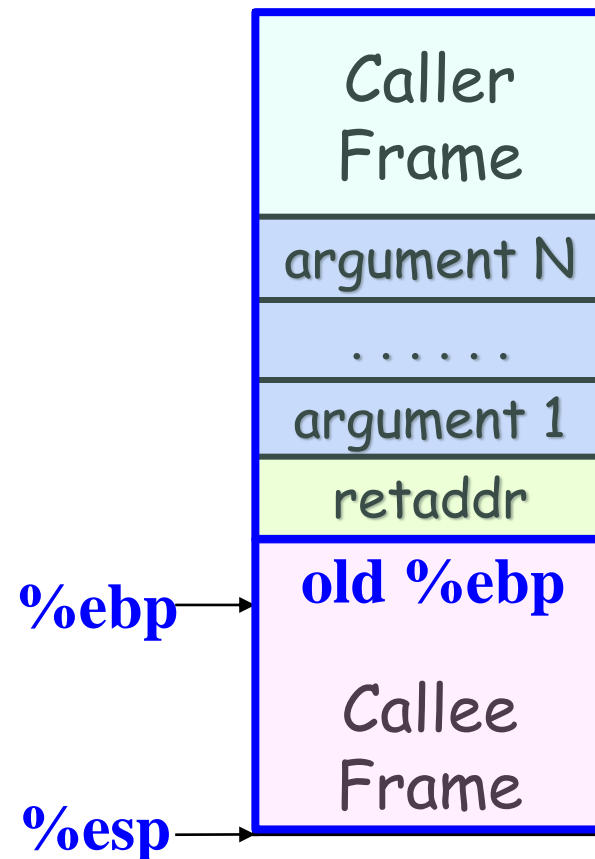 Caller
Frame
argument N
. . . . . .
argument 1
retaddr
old %ebp
%ebp
Callee
Frame
%esp